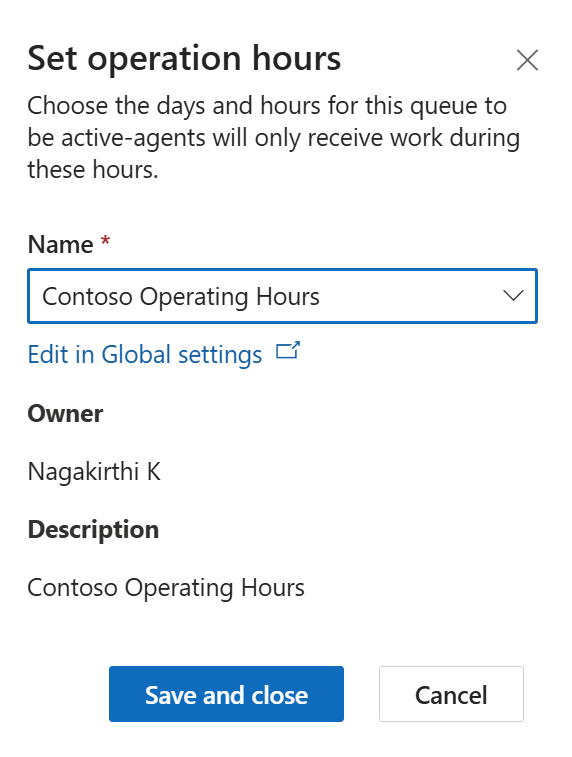 Set operation hours
Choose the days and hours for this queue to
be active-agents will only receive work during
these hours.
Name *
Contoso Operating Hours
Edit in Global settings
Owner
Nagakirthi K
Description
Contoso Operating Hours
Save and close
Cancel